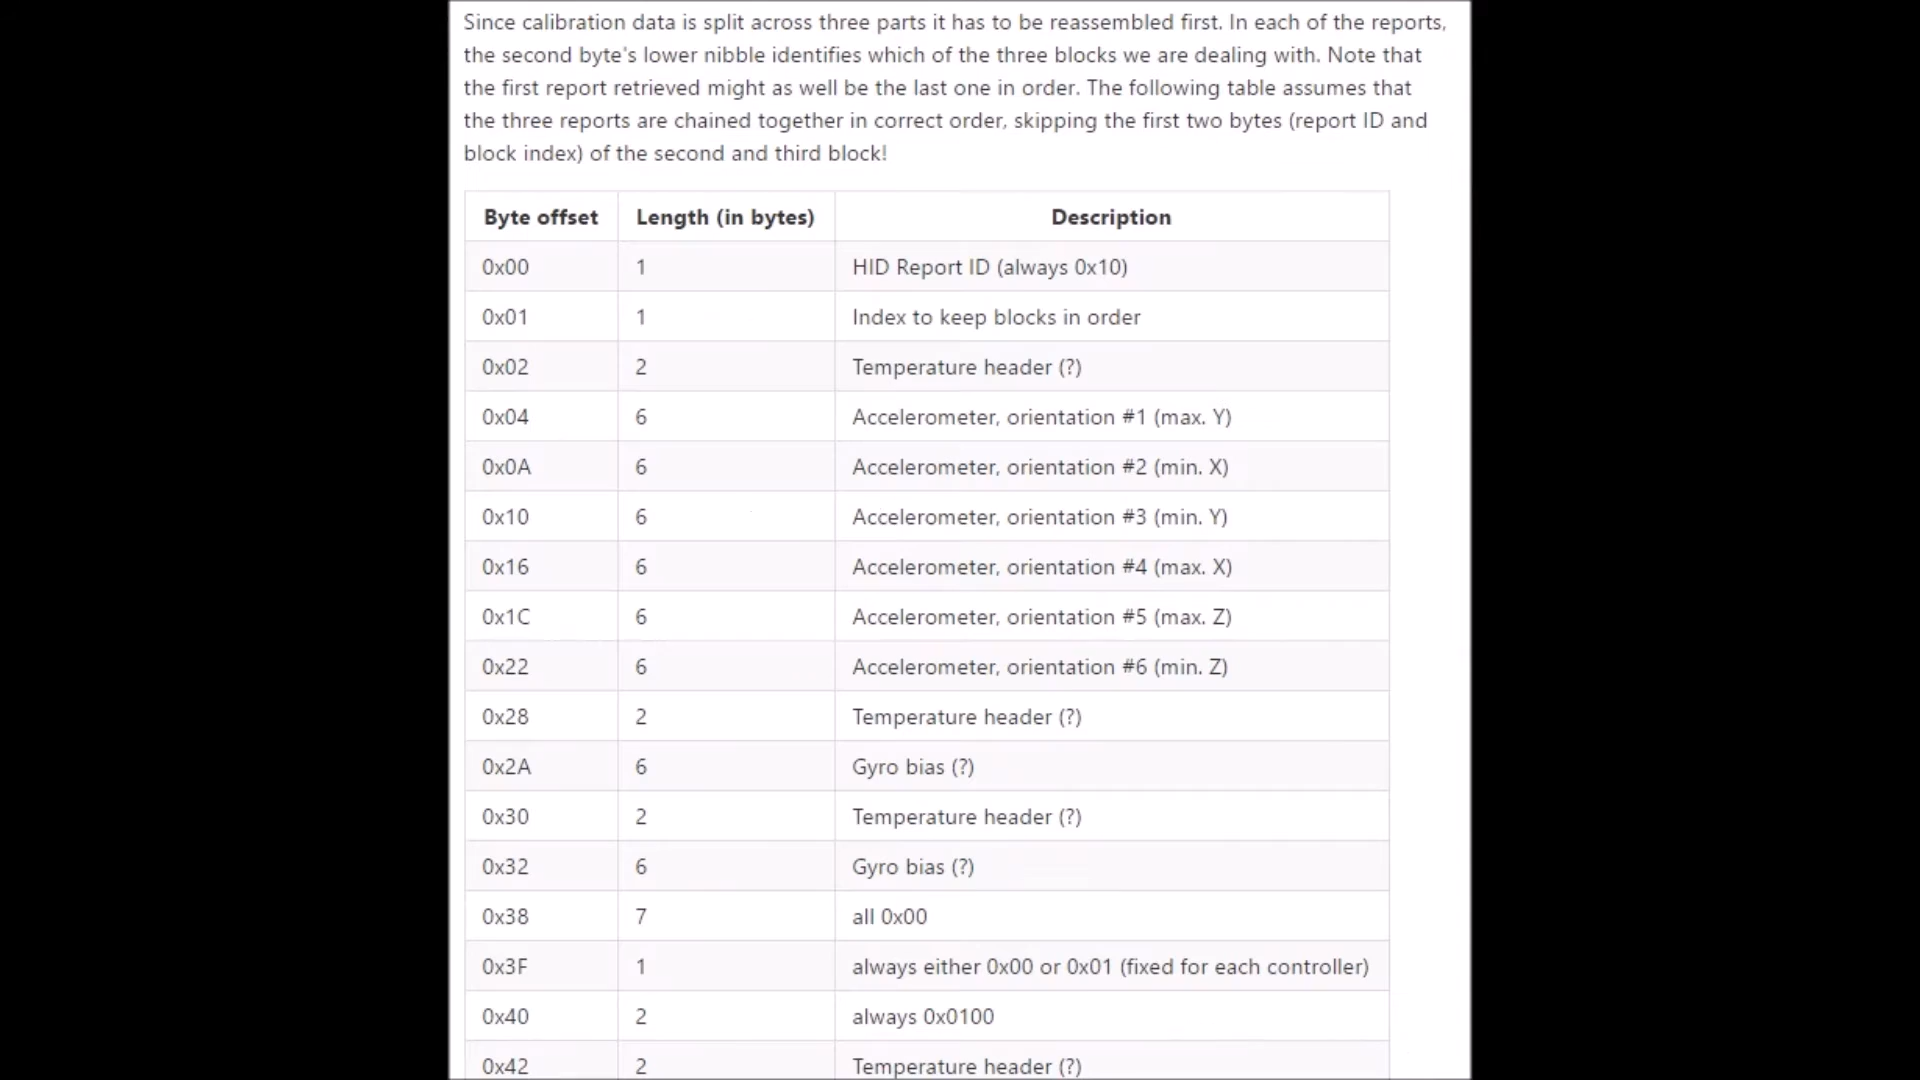 Since calibration data is split across three parts it has to be reassembled first. In each of the reports,
the second byte's lower nibble identifies which of the three blocks we are dealing with. Note that
the first report retrieved might as well be the last one in order. The following table assumes that
the three reports are chained together in correct order, skipping the first two bytes (report ID and
block index) of the second and third block!
Byte offset Length (in bytes) Description
0x00 1 HID Report ID (always 0x10)
0x01 1 Index to keep blocks in order
0x02 2 Temperature header (?)
0x04 6 Accelerometer, orientation #1 (max. Y)
0x0A 6 Accelerometer, orientation #2 (min. X)
0x10 6 Accelerometer, orientation #3 (min. Y)
0x16 6 Accelerometer, orientation #4 (max. X)
0x1C 6 Accelerometer, orientation #5 (max. Z)
0x22 6 Accelerometer, orientation #6 (min. Z)
0x28 2 Temperature header (?)
0x2A 6 Gyro bias (?)
0x30 2 Temperature header (?)
0x32 6 Gyro bias (?)
0x38 7 all 0x00
0x3F 1 always either 0x00 or 0x01 (fixed for each controller)
0x40 2 always 0x0100
0x42 2 Temperature header (?)